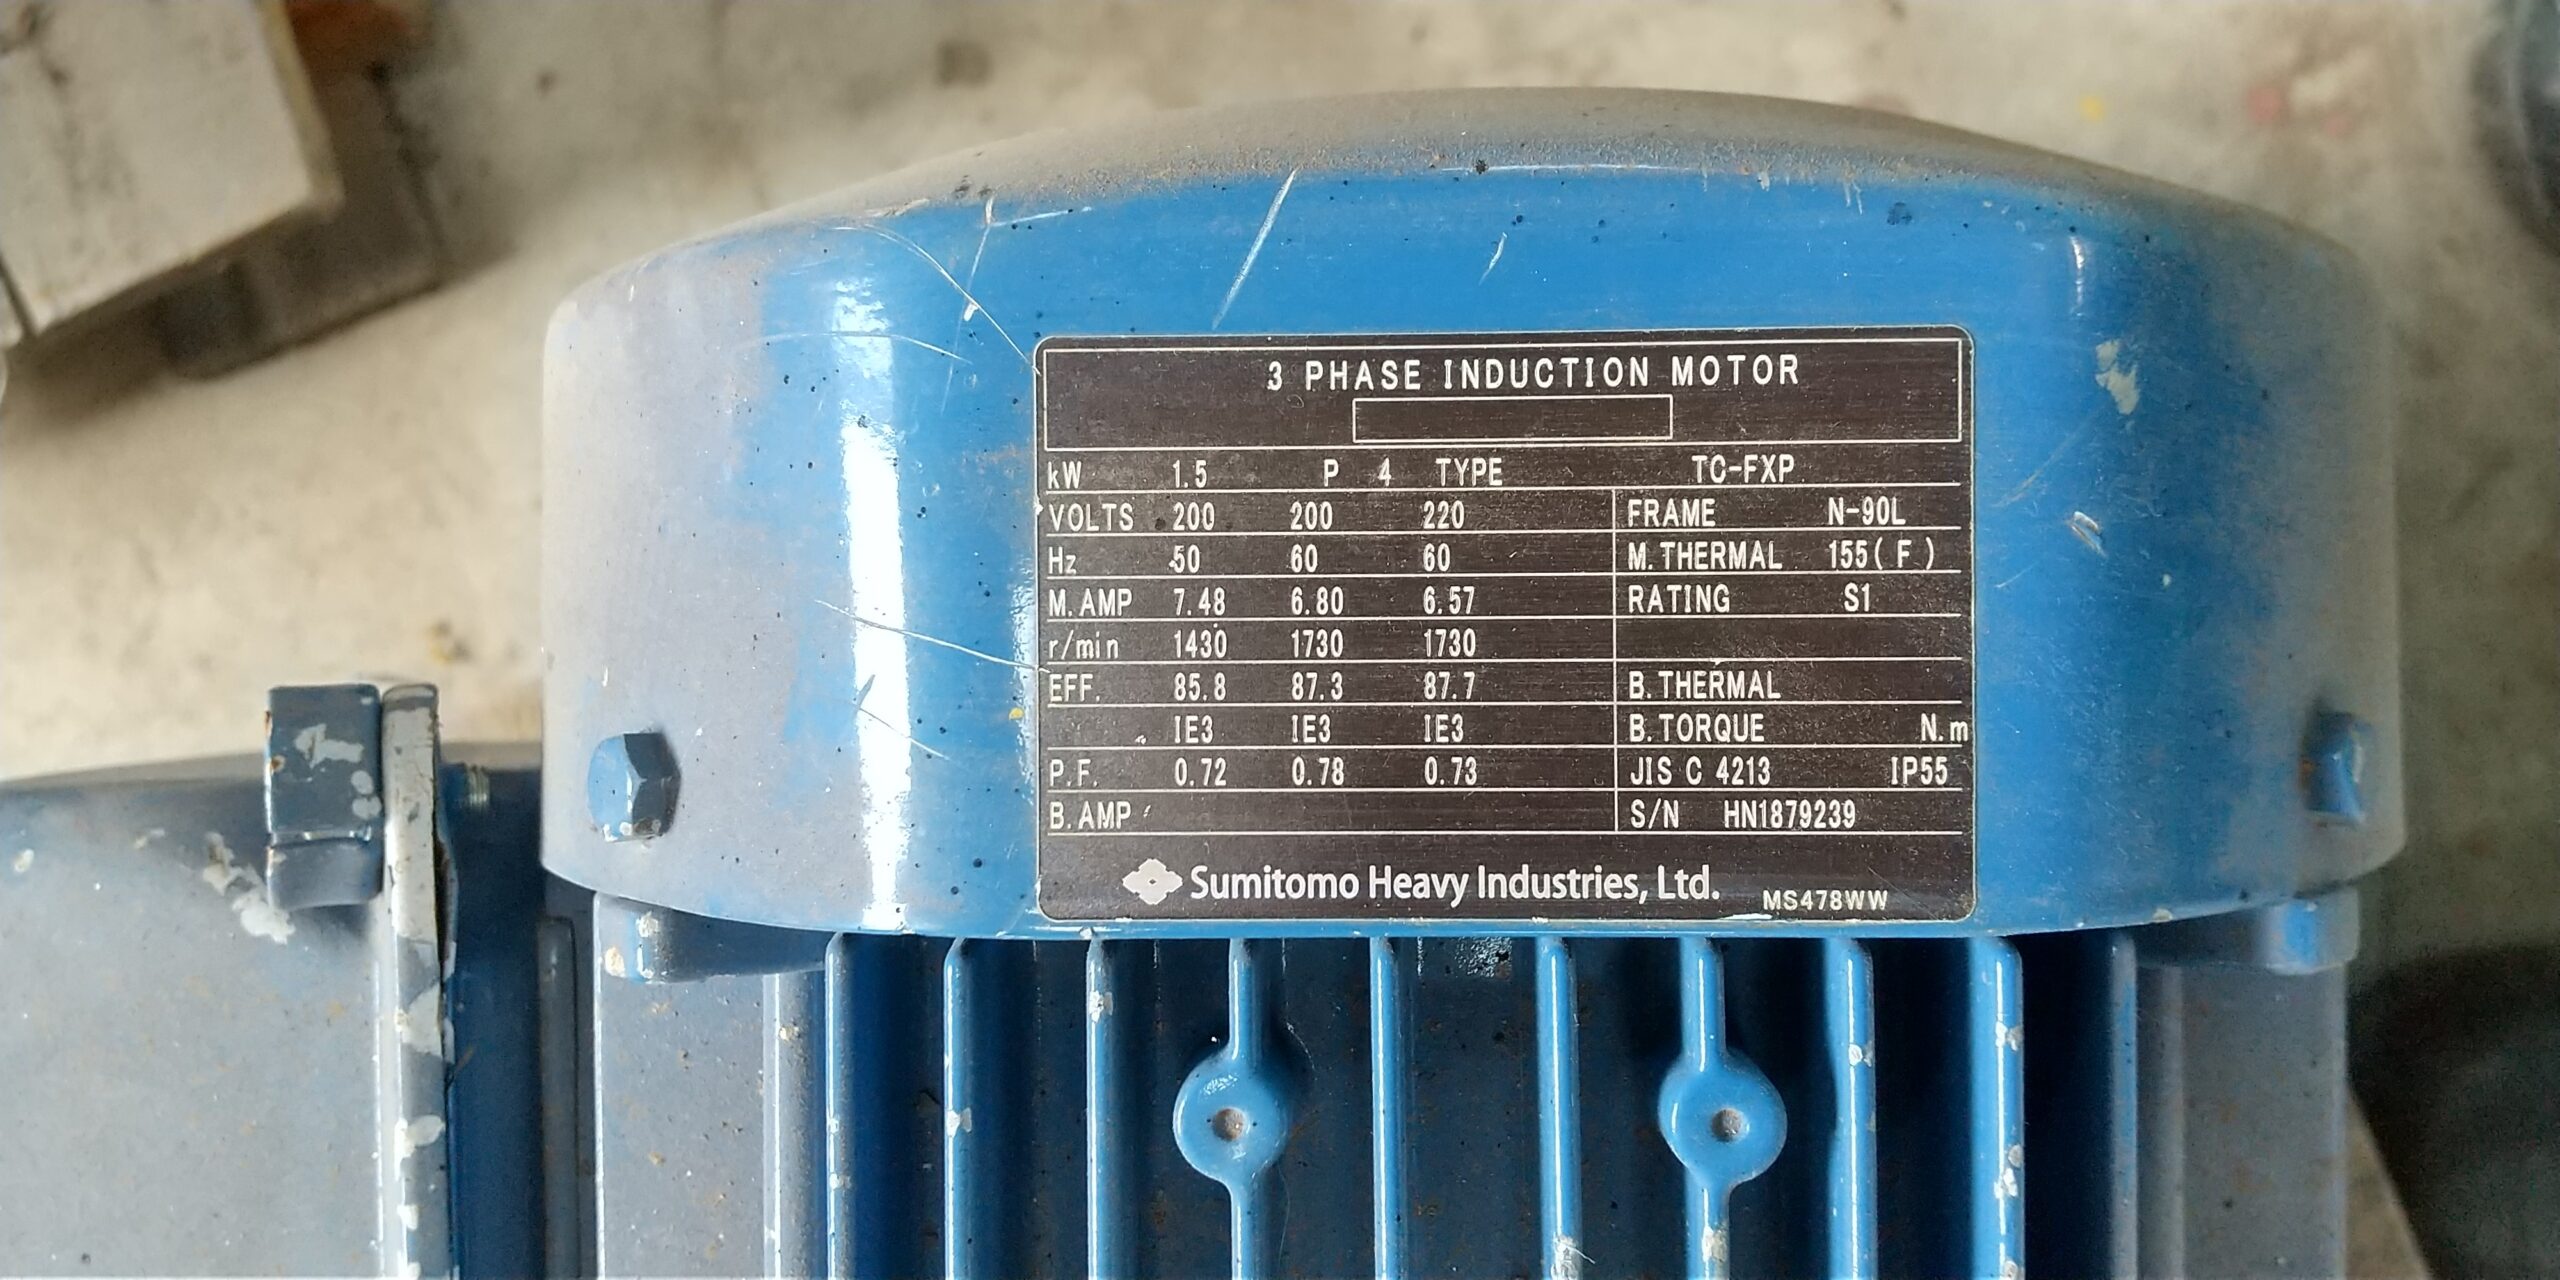 3 PHASE INDUCTION MOTOR
kW 1.5 P 4 TYPE TC-FXP
VOLTS 200 200 220 FRAME N-90L
Hz 50 60 60 M.THERMAL 155(F)
M.AMP 7.48 6.80 6.57 RATING S1
r/min 1430 1730 1730
EFF. 85.8 87.3 87.7 B.THERMAL
IE3 IE3 IE3 B.TORQUE N.m
P.F. 0.72 0.78 0.73 JIS C 4213 IP55
B.AMP S/N HN1879239
Sumitomo Heavy Industries, Ltd. MS478WW